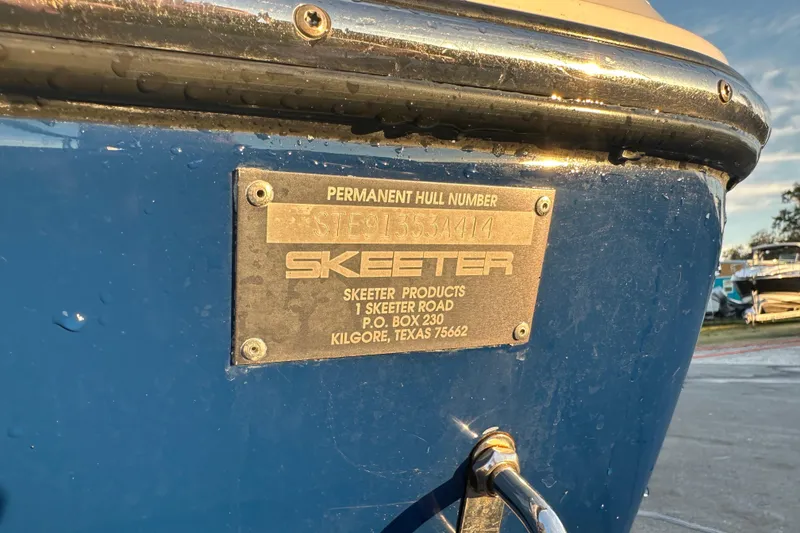 PERMANENT HULL NUMBER
STE91353A414
SKEETER
SKEETER PRODUCTS
1 SKEETER ROAD
P.O. BOX 230
KILGORE, TEXAS 75662